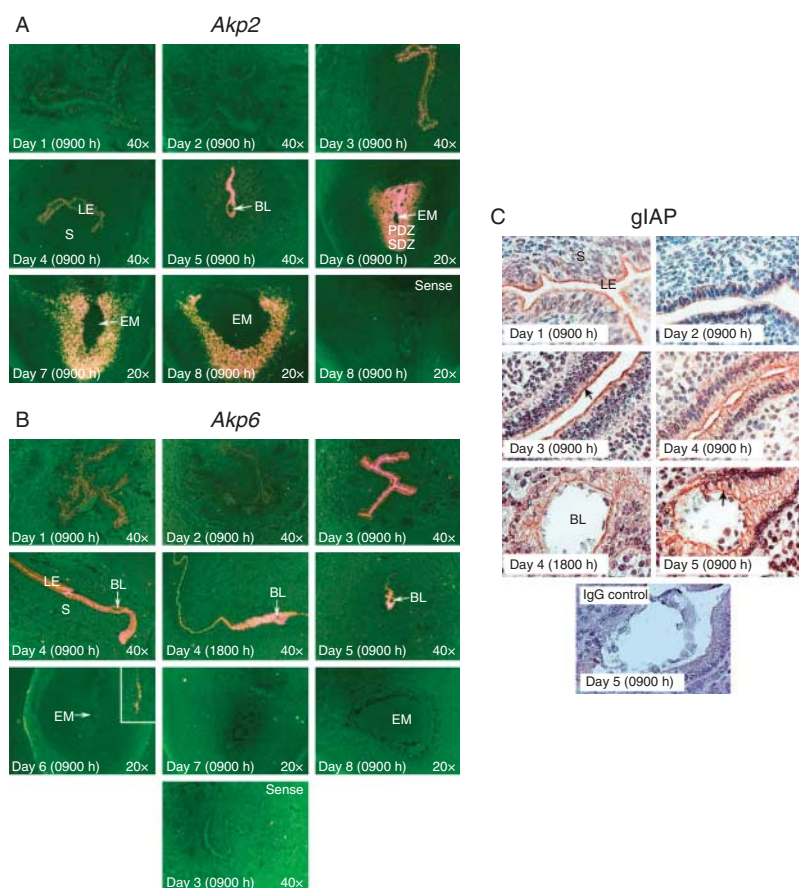 A
Akp2
Day 1 (0900 h) 40×
Day 2 (0900 h) 40×
Day 3 (0900 h) 40×
LE
S
Day 4 (0900 h) 40×
BL
Day 5 (0900 h) 40×
EM
PDZ
SDZ
Day 6 (0900 h) 20×
EM
Day 7 (0900 h) 20×
EM
Day 8 (0900 h) 20×
Sense
Day 8 (0900 h) 20×
B
Akp6
Day 1 (0900 h) 40×
Day 2 (0900 h) 40×
Day 3 (0900 h) 40×
LE
S
BL
Day 4 (0900 h) 40×
BL
Day 4 (1800 h) 40×
BL
Day 5 (0900 h) 40×
EM
Day 6 (0900 h) 20×
Day 7 (0900 h) 20×
EM
Day 8 (0900 h) 20×
Sense
Day 3 (0900 h) 40×
C
gIAP
S
LE
Day 1 (0900 h)
Day 2 (0900 h)
Day 3 (0900 h)
Day 4 (0900 h)
BL
Day 4 (1800 h)
Day 5 (0900 h)
IgG control
Day 5 (0900 h)